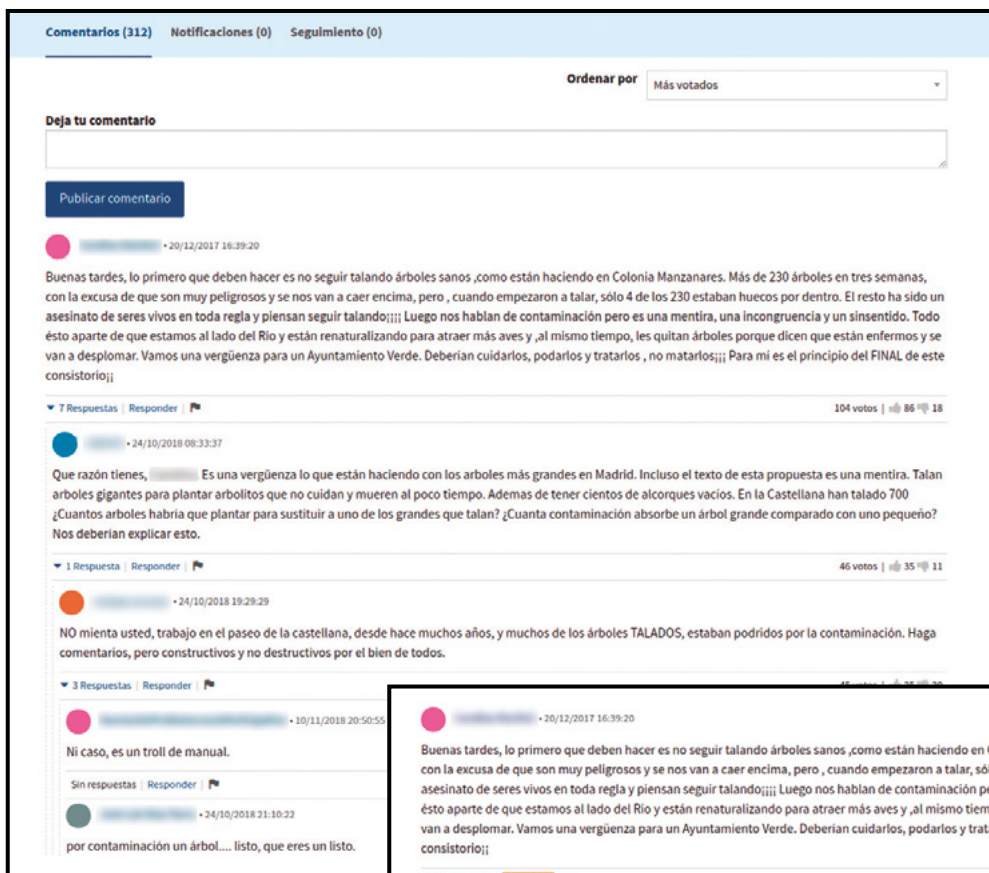 Comentarios (312) Notificaciones (0) Seguimiento (0)
Ordenar por Más votados
Deja tu comentario
Publicar comentario
• 20/12/2017 16:39:20
Buenas tardes, lo primero que deben hacer es no seguir talando árboles sanos ,como están haciendo en Colonia Manzanares. Más de 230 árboles en tres semanas,
con la excusa de que son muy peligrosos y se nos van a caer encima, pero , cuando empezaron a talar, sólo 4 de los 230 estaban huecos por dentro. El resto ha sido un
asesinato de seres vivos en toda regla y piensan seguir talando¡¡¡¡ Luego nos hablan de contaminación pero es una mentira, una incongruencia y un sinsentido. Todo
ésto aparte de que estamos al lado del Rio y están renaturalizando para atraer más aves y ,al mismo tiempo, les quitan árboles porque dicen que están enfermos y se
van a desplomar. Vamos una vergüenza para un Ayuntamiento Verde. Deberían cuidarlos, podarlos y tratarlos , no matarlos¡¡¡ Para mí es el principio del FINAL de este
consistorio¡¡
7 Respuestas | Responder | 104 votos | 86 18
• 24/10/2018 08:33:37
Que razón tienes, Es una vergüenza lo que están haciendo con los arboles más grandes en Madrid. Incluso el texto de esta propuesta es una mentira. Talan
arboles gigantes para plantar arbolitos que no cuidan y mueren al poco tiempo. Ademas de tener cientos de alcorques vacíos. En la Castellana han talado 700
¿Cuantos arboles habría que plantar para sustituir a uno de los grandes que talan? ¿Cuanta contaminación absorbe un árbol grande comparado con uno pequeño?
Nos deberían explicar esto.
1 Respuesta | Responder | 46 votos | 35 11
• 24/10/2018 19:29:29
NO mienta usted, trabajo en el paseo de la castellana, desde hace muchos años, y muchos de los árboles TALADOS, estaban podridos por la contaminación. Haga
comentarios, pero constructivos y no destructivos por el bien de todos.
3 Respuestas | Responder |
• 10/11/2018 20:50:55
Ni caso, es un troll de manual.
Sin respuestas | Responder |
• 24/10/2018 21:10:22
por contaminación un árbol.... listo, que eres un listo.
• 20/12/2017 16:39:20
Buenas tardes, lo primero que deben hacer es no seguir talando árboles sanos ,como están haciendo en
con la excusa de que son muy peligrosos y se nos van a caer encima, pero , cuando empezaron a talar,
asesinato de seres vivos en toda regla y piensan seguir talando¡¡¡¡ Luego nos hablan de contaminación
ésto aparte de que estamos al lado del Rio y están renaturalizando para atraer más aves y ,al mismo
van a desplomar. Vamos una vergüenza para un Ayuntamiento Verde. Deberían cuidarlos, podarlos y
consistorio¡¡